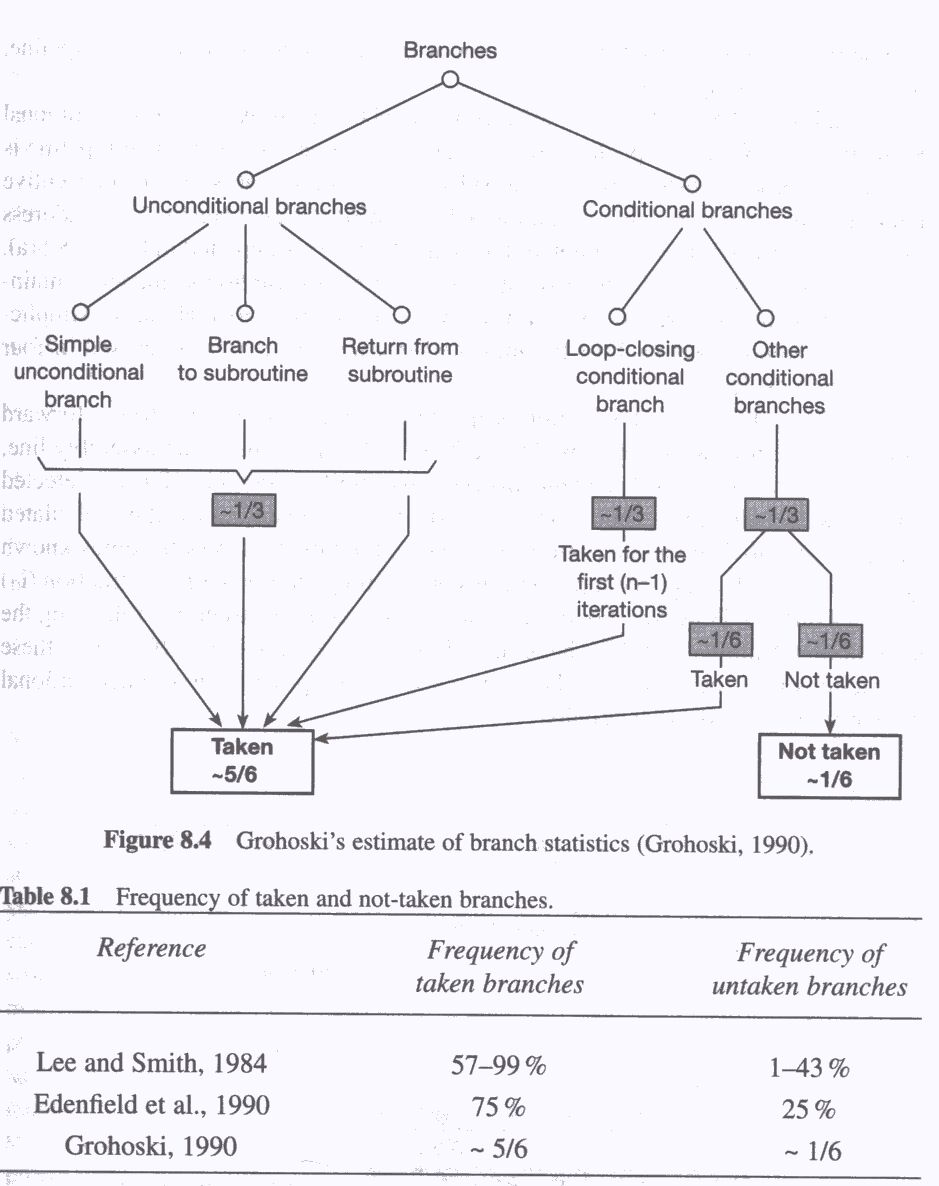 Branches
Unconditional branches
Conditional branches
Simple
unconditional
branch
Branch
to subroutine
Return from
subroutine
Loop-closing
conditional
branch
Other
conditional
branches
~1/3
~1/3
~1/3
Taken for the
first (n–1)
iterations
~1/6
~1/6
Taken
Not taken
Taken
~5/6
Not taken
~1/6
Figure 8.4 Grohoski's estimate of branch statistics (Grohoski, 1990).
Table 8.1 Frequency of taken and not-taken branches.
Reference
Frequency of
taken branches
Frequency of
untaken branches
Lee and Smith, 1984 57–99 % 1–43 %
Edenfield et al., 1990 75 % 25 %
Grohoski, 1990 ~ 5/6 ~ 1/6